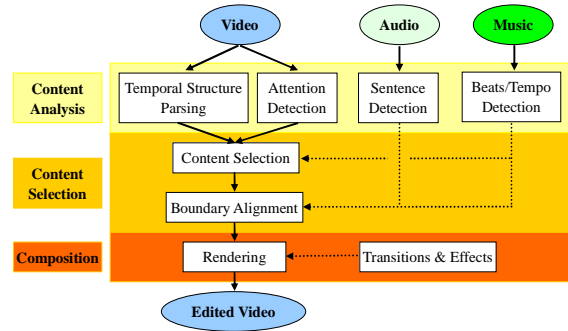 Video
Audio
Music
Content
Analysis
Temporal Structure
Parsing
Attention
Detection
Sentence
Detection
Beats/Tempo
Detection
Content
Selection
Content Selection
Boundary Alignment
Composition
Rendering
Transitions & Effects
Edited Video